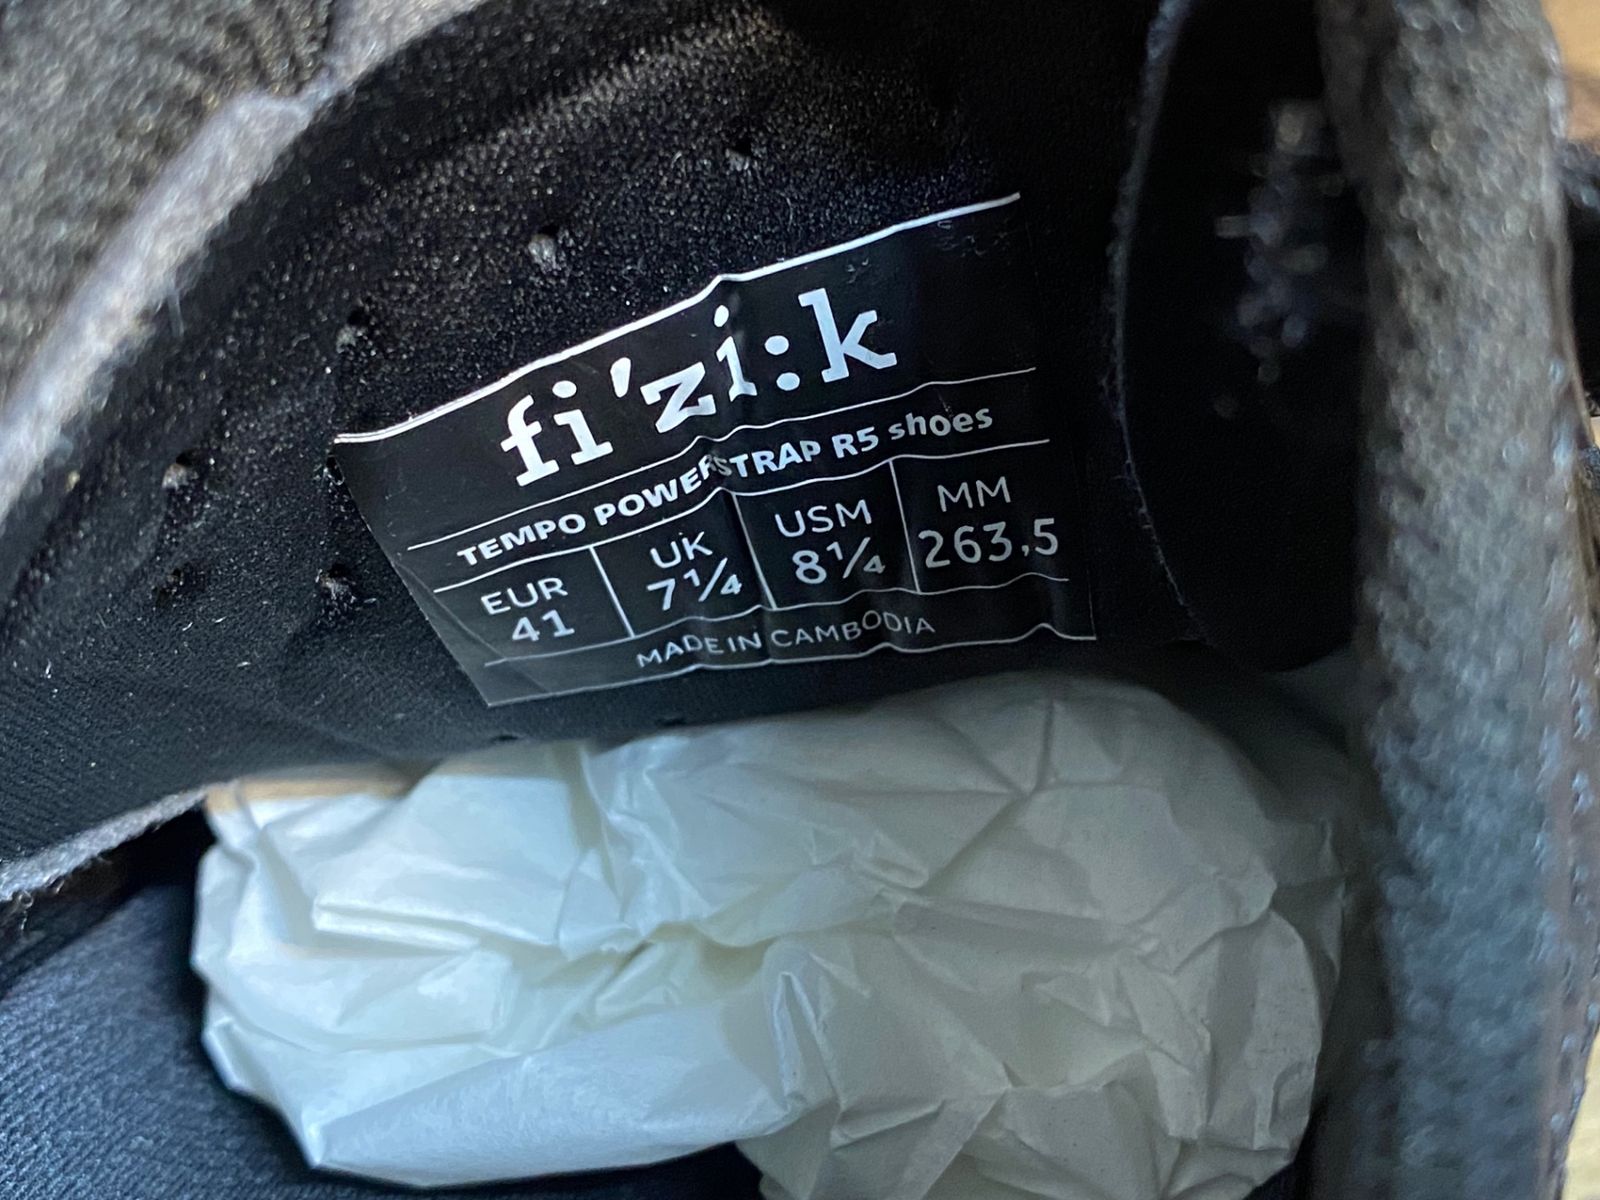 fi'zi:k
TEMPO POWERSTRAP R5 shoes
EUR UK USM MM
41 7¼ 8¼ 263,5
MADE IN CAMBODIA